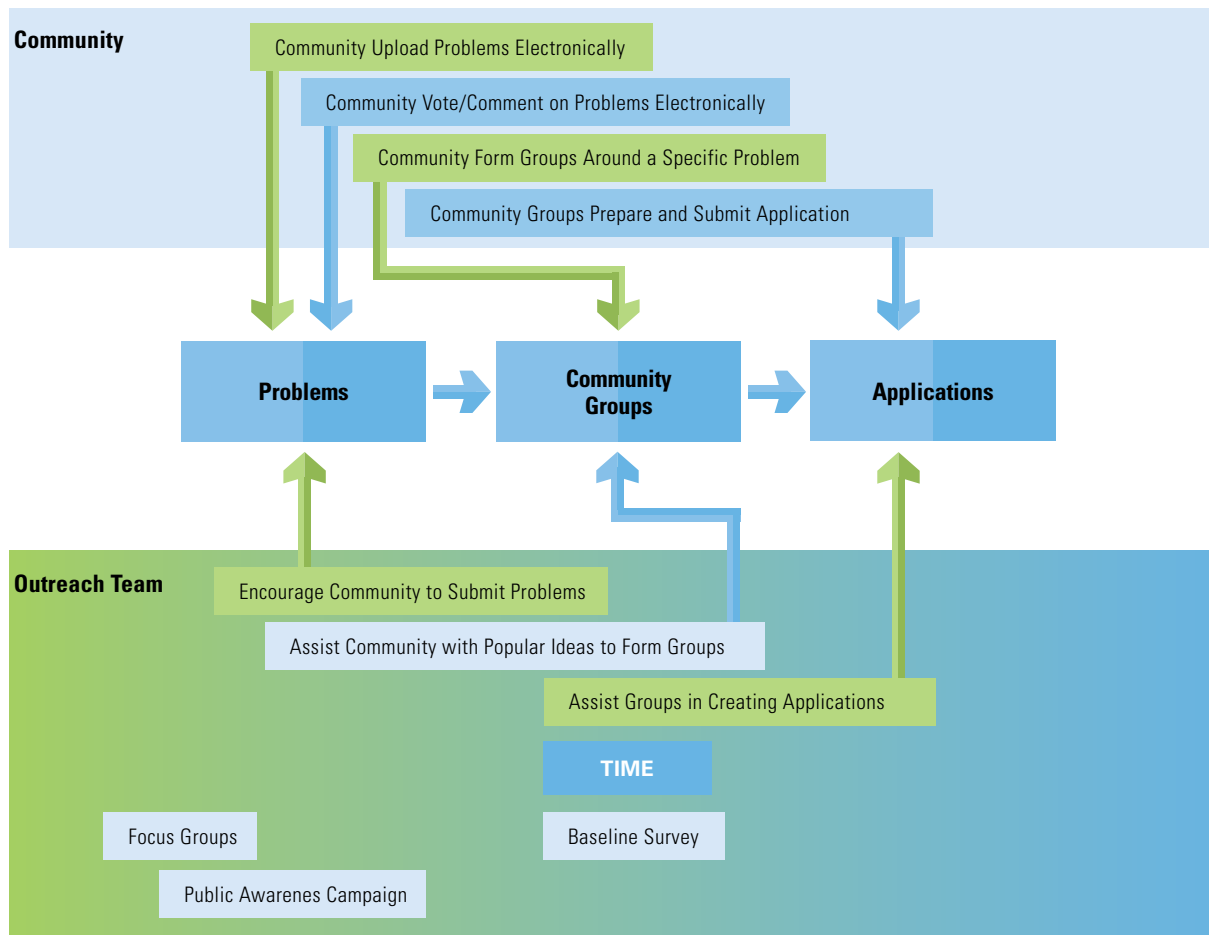 Community
Community Upload Problems Electronically
Community Vote/Comment on Problems Electronically
Community Form Groups Around a Specific Problem
Community Groups Prepare and Submit Application
Problems
Community
Groups
Applications
Outreach Team
Encourage Community to Submit Problems
Assist Community with Popular Ideas to Form Groups
Assist Groups in Creating Applications
TIME
Focus Groups
Baseline Survey
Public Awarenes Campaign